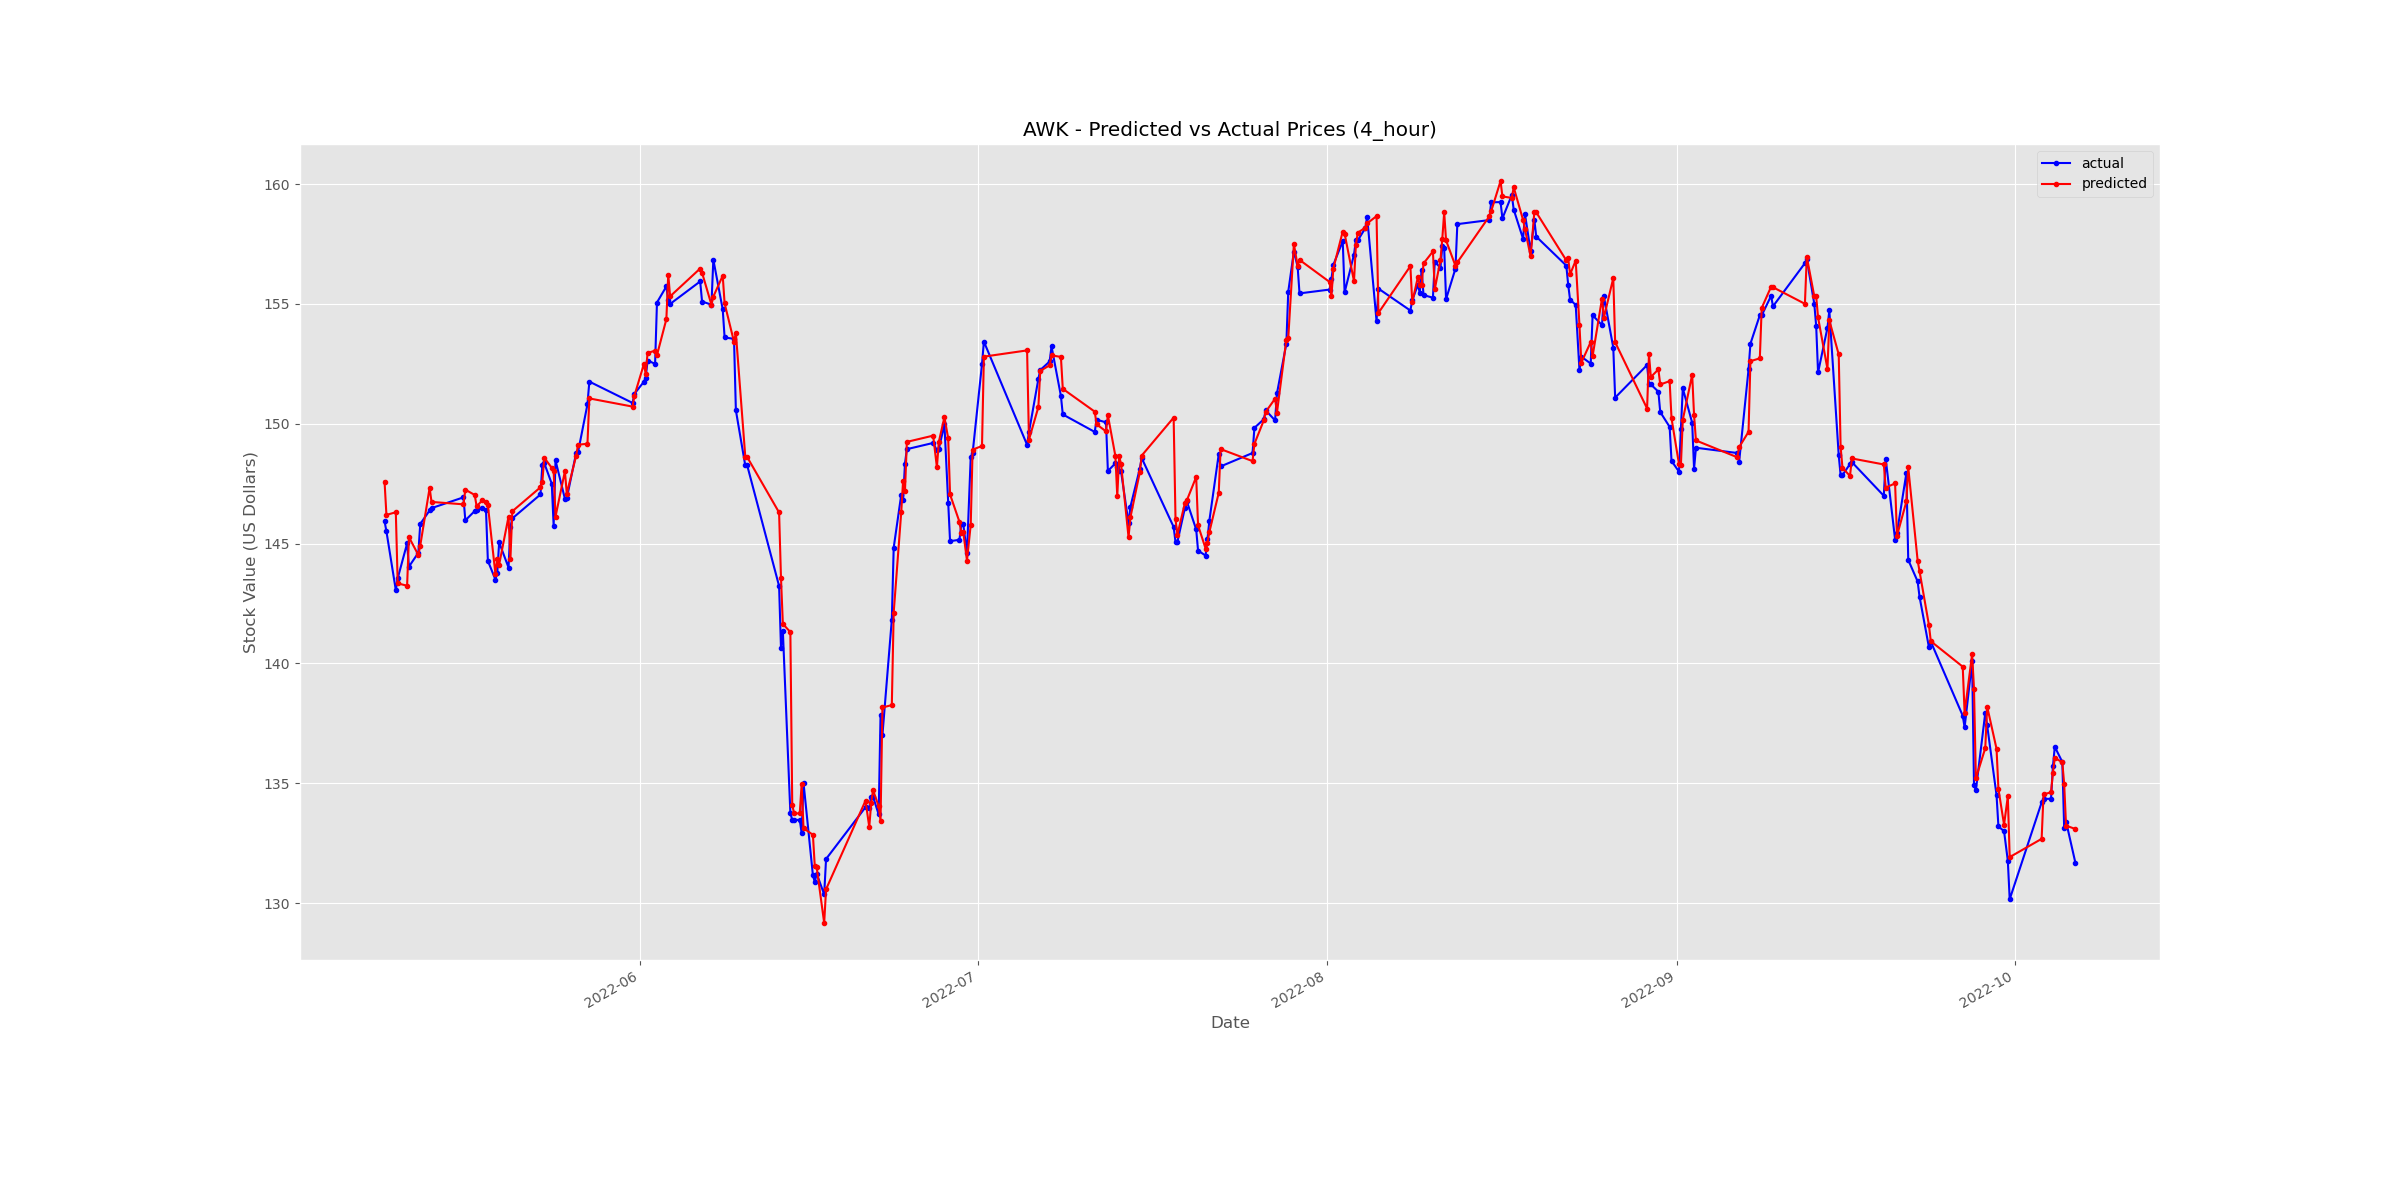 AWK - Predicted vs Actual Prices (4_hour)
actual
predicted
Stock Value (US Dollars)
160
155
150
145
140
135
130
2022-06
2022-07
2022-08
2022-09
2022-10
Date